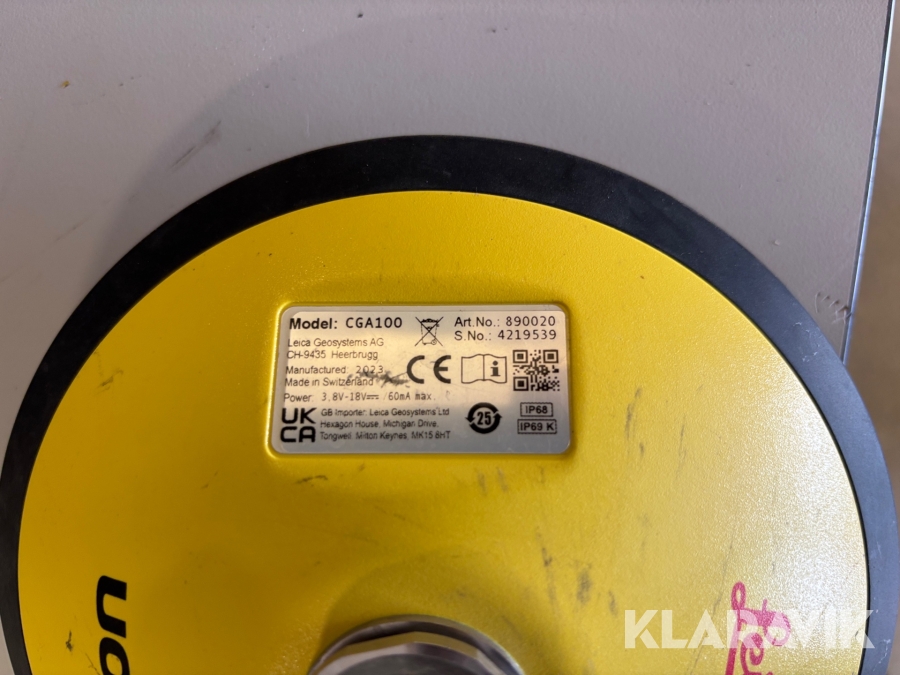 Model: CGA100
Art.No.: 890020
S.No.: 4219539
Leica Geosystems AG
CH-9435 Heerbrugg
Manufactured: 2023
Made in Switzerland
CE
Power: 3.8V-18V⎓ /60mA max.
UK
CA
GB Importer: Leica Geosystems Ltd
Hexagon House, Michigan Drive,
Tongwell, Milton Keynes, MK15 8HT
25
IP68
IP69 K
on
KLARAVIK